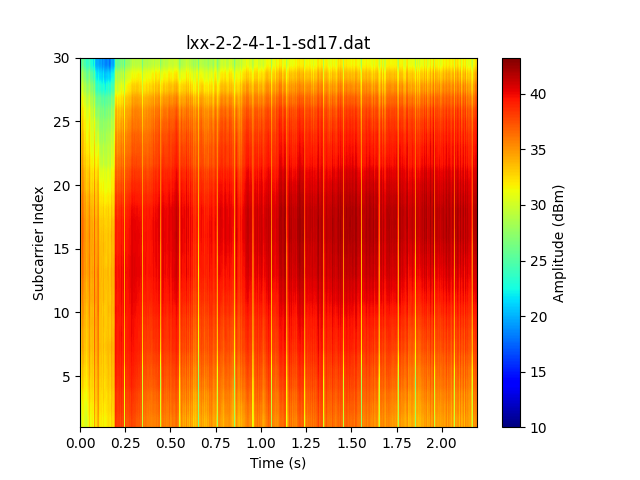 lxx-2-2-4-1-1-sd17.dat
30
25
20
15
10
5
Subcarrier Index
0.00 0.25 0.50 0.75 1.00 1.25 1.50 1.75 2.00
Time (s)
40
35
30
25
20
15
10
Amplitude (dBm)